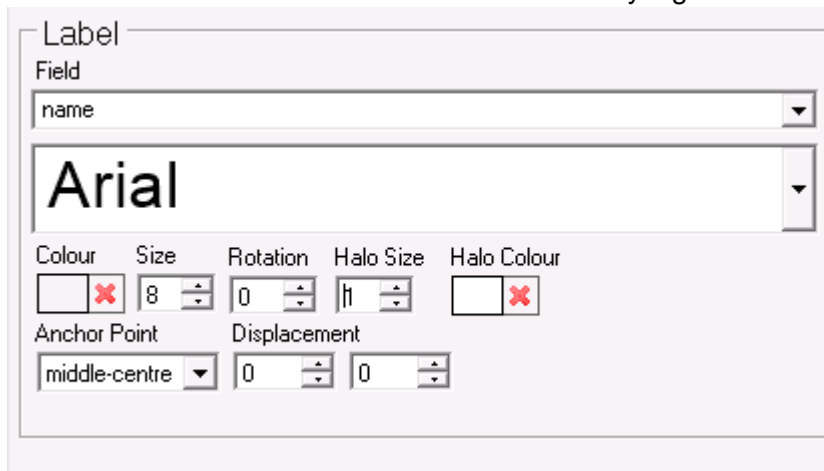 Label
Field
name
Arial
Colour Size Rotation Halo Size Halo Colour
8 0
Anchor Point Displacement
middle-centre 0 0